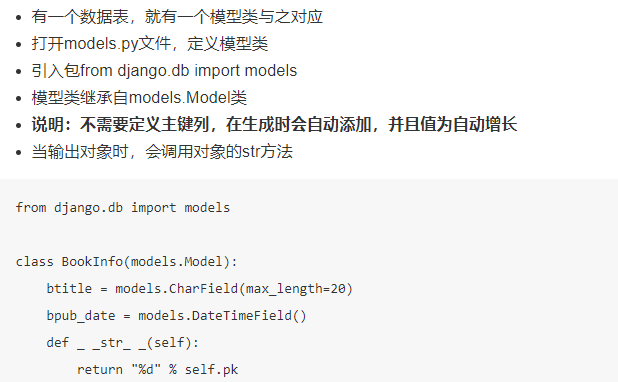 有一个数据表，就有一个模型类与之对应
打开models.py文件，定义模型类
引入包from django.db import models
模型类继承自models.Model类
说明：不需要定义主键列，在生成时会自动添加，并且值为自动增长
当输出对象时，会调用对象的str方法
from django.db import models
class BookInfo(models.Model):
    btitle = models.CharField(max_length=20)
    bpub_date = models.DateTimeField()
    def _ _str_ _(self):
        return "%d" % self.pk